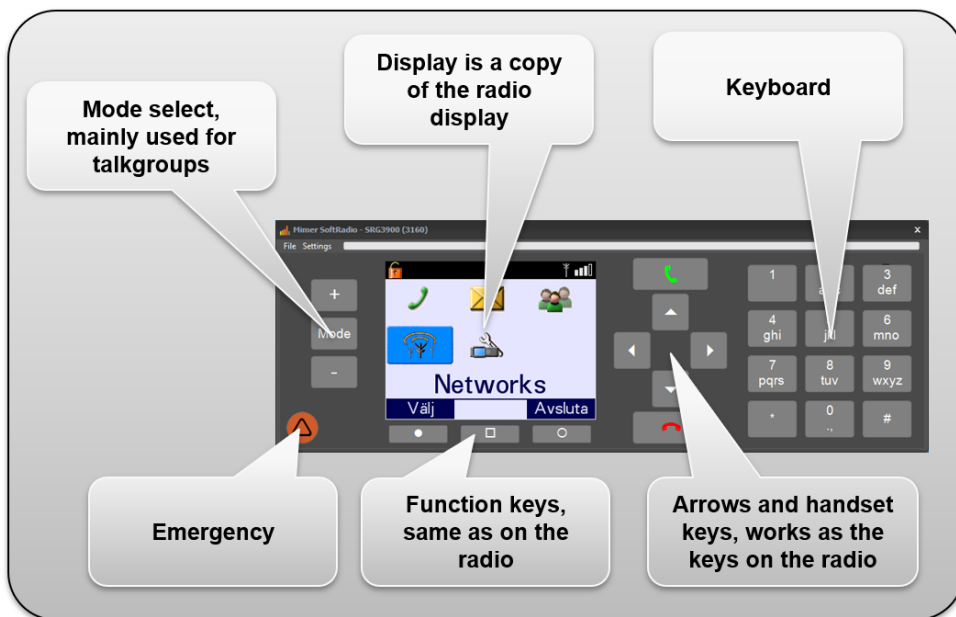 Display is a copy
of the radio
display
Keyboard
Mode select,
mainly used for
talkgroups
Mimer SoftRadio - SRG3900 (3160)
x
File Settings
+
Mode
-
Networks
Välj
Avsluta
1
3
def
4
ghi
6
mno
7
pqrs
8
tuv
9
wxyz
*
0
.,
#
Emergency
Function keys,
same as on the
radio
Arrows and handset
keys, works as the
keys on the radio